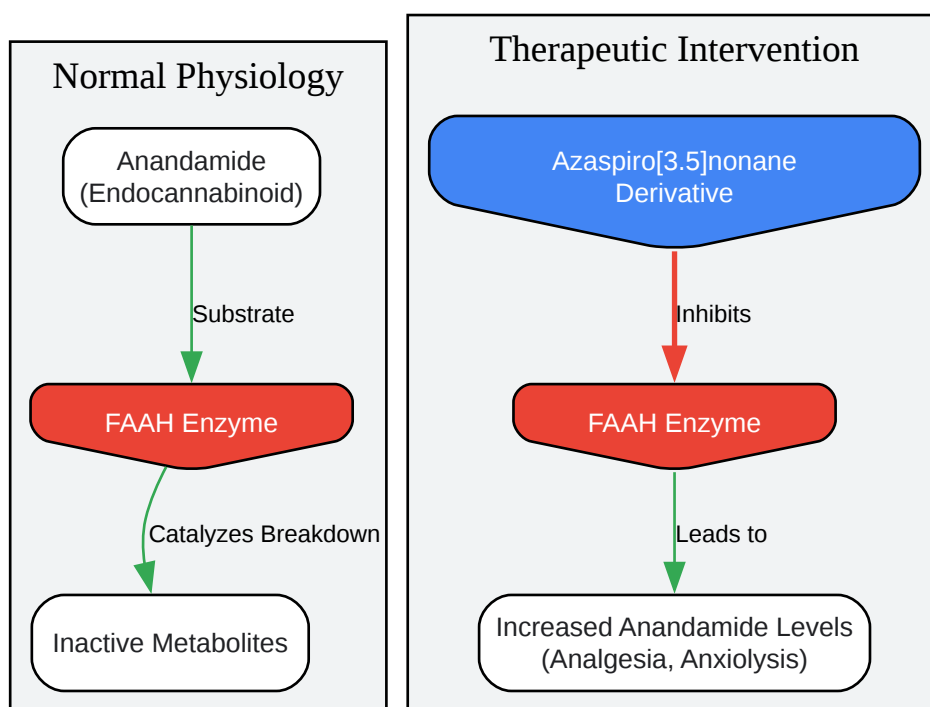 Normal Physiology
Anandamide
(Endocannabinoid)
Substrate
FAAH Enzyme
Catalyzes Breakdown
Inactive Metabolites
Therapeutic Intervention
Azaspiro[3.5]nonane
Derivative
Inhibits
FAAH Enzyme
Leads to
Increased Anandamide Levels
(Analgesia, Anxiolysis)